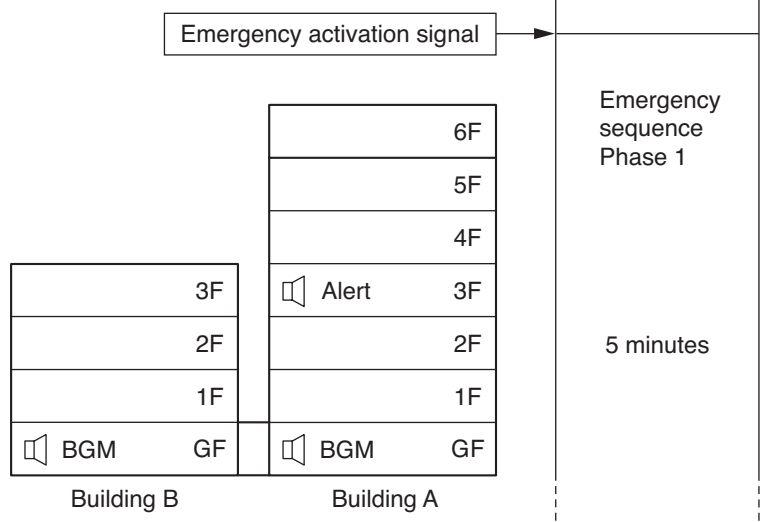 Emergency activation signal
Emergency
sequence
Phase 1
6F
5F
4F
3F
Alert 3F
2F
2F
5 minutes
1F
1F
BGM GF
BGM GF
Building B
Building A